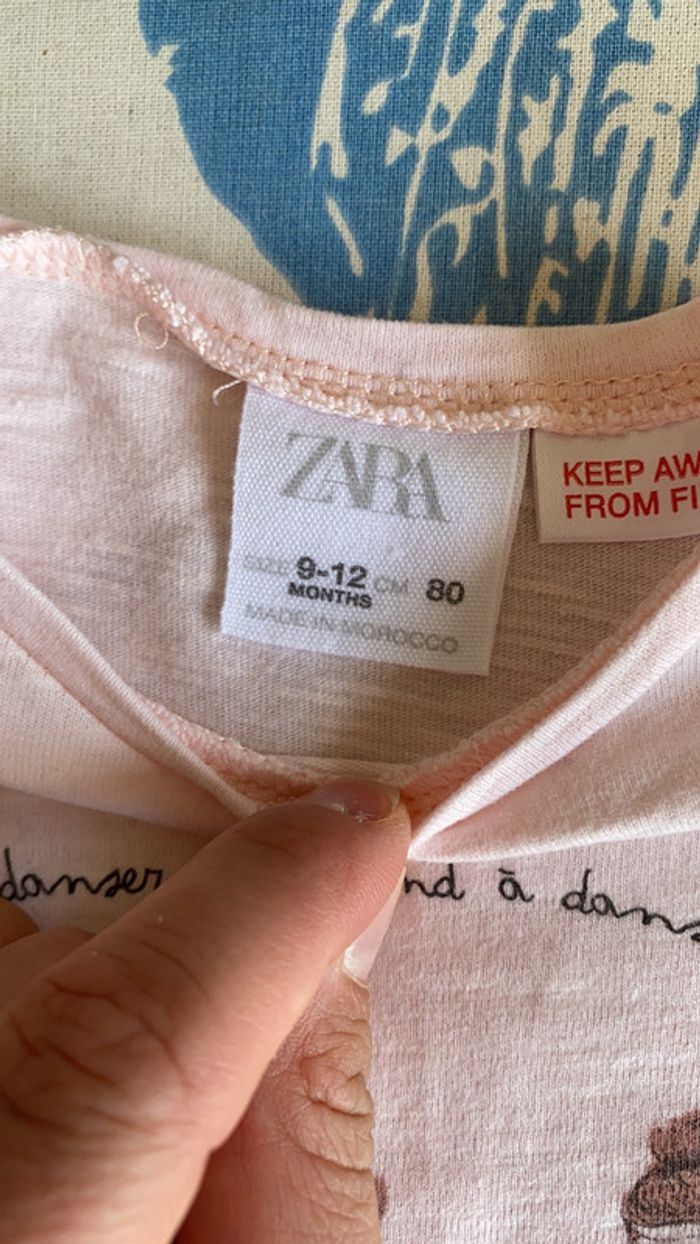 ZARA
SIZE 9-12 CM 80
MONTHS
MADE IN MOROCCO
KEEP AW
FROM FI
danser nd ā dans